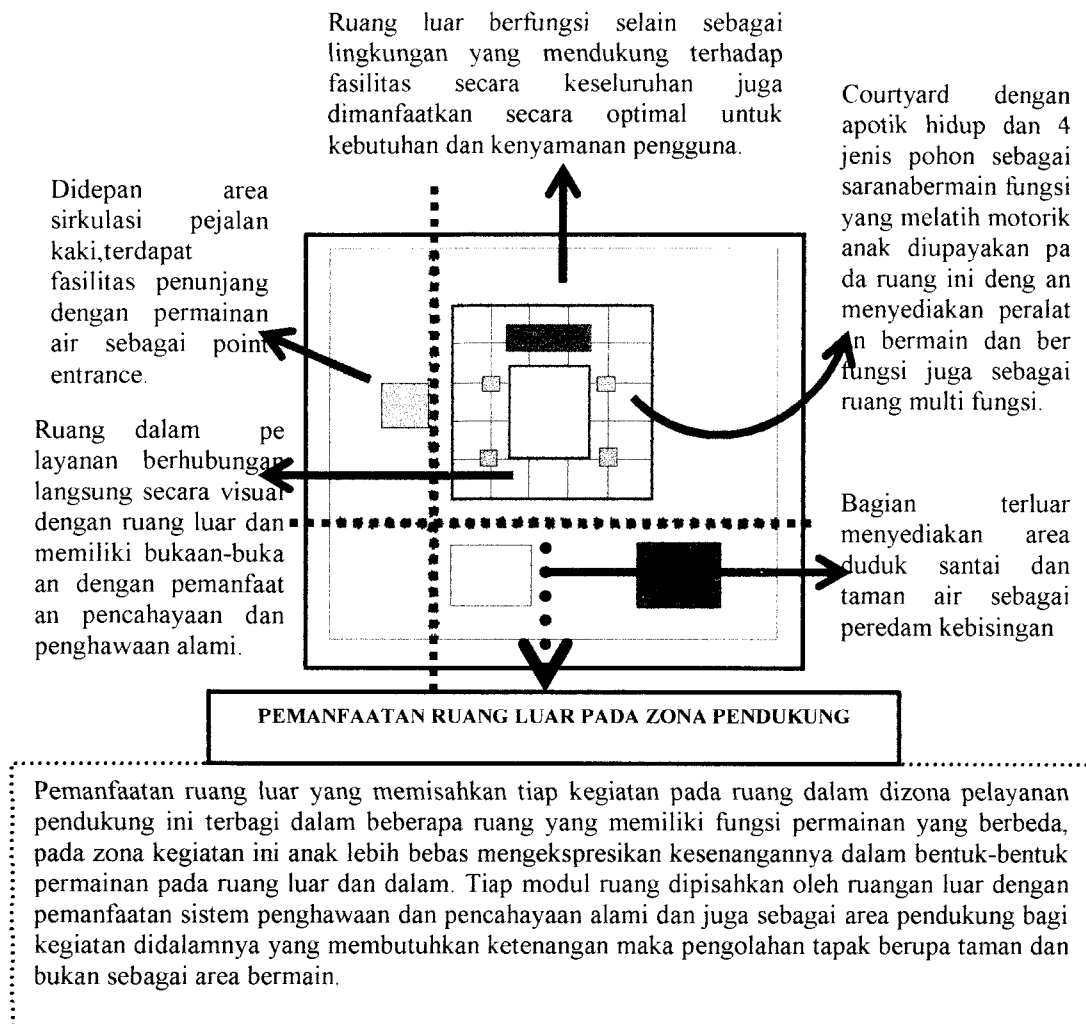 Ruang luar berfungsi selain sebagai
lingkungan yang mendukung terhadap
fasilitas secara keseluruhan juga
dimanfaatkan secara optimal untuk
kebutuhan dan kenyamanan pengguna.
Didepan area
sirkulasi pejalan
kaki,terdapat
fasilitas penunjang
dengan permainan
air sebagai point
entrance.
Courtyard dengan
apotik hidup dan 4
jenis pohon sebagai
saranabermain fungsi
yang melatih motorik
anak diupayakan pa
da ruang ini deng an
menyediakan peralat
an bermain dan ber
fungsi juga sebagai
ruang multi fungsi.
Ruang dalam pe
layanan berhubungan
langsung secara visual
dengan ruang luar dan
memiliki bukaan-buka
an dengan pemanfaat
an pencahayaan dan
penghawaan alami.
Bagian terluar
menyediakan area
duduk santai dan
taman air sebagai
peredam kebisingan
PEMANFAATAN RUANG LUAR PADA ZONA PENDUKUNG
Pemanfaatan ruang luar yang memisahkan tiap kegiatan pada ruang dalam dizona pelayanan
pendukung ini terbagi dalam beberapa ruang yang memiliki fungsi permainan yang berbeda,
pada zona kegiatan ini anak lebih bebas mengekspresikan kesenangannya dalam bentuk-bentuk
permainan pada ruang luar dan dalam. Tiap modul ruang dipisahkan oleh ruangan luar dengan
pemanfaatan sistem penghawaan dan pencahayaan alami dan juga sebagai area pendukung bagi
kegiatan didalamnya yang membutuhkan ketenangan maka pengolahan tapak berupa taman dan
bukan sebagai area bermain.